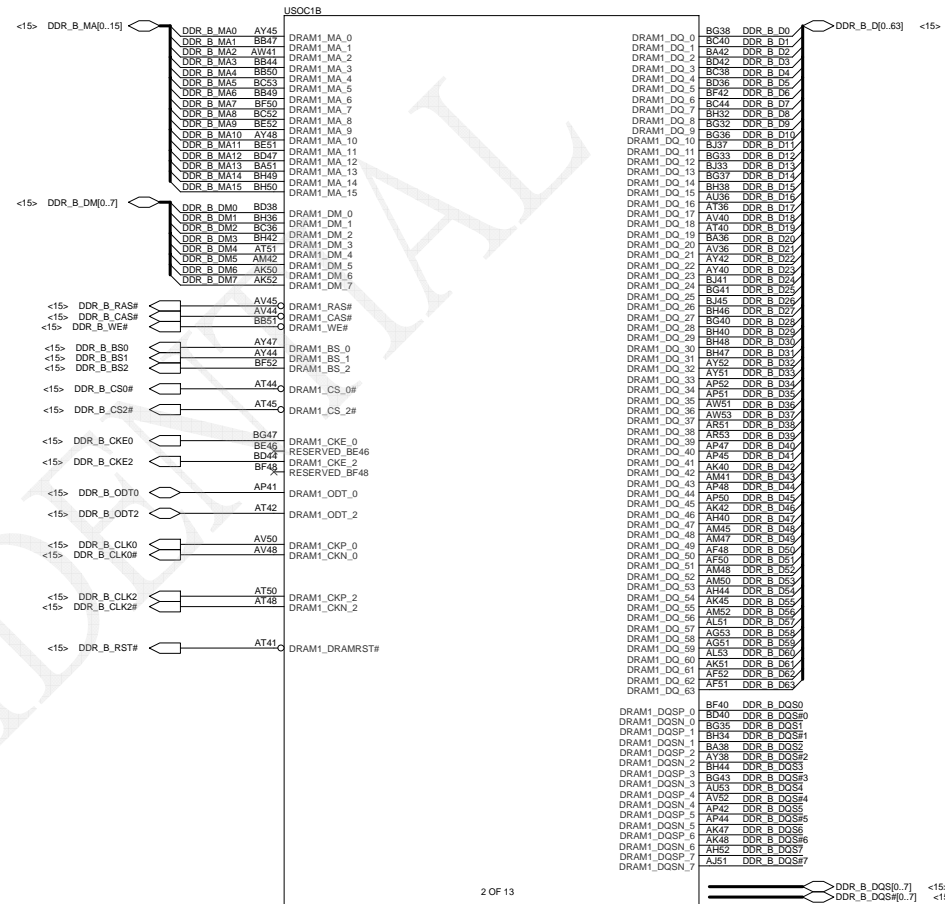 USOC1B
<15> DDR_B_MA[0..15]
DDR_B_MA0 AY45 DRAM1_MA_0
DDR_B_MA1 BB47 DRAM1_MA_1
DDR_B_MA2 AW41 DRAM1_MA_2
DDR_B_MA3 BB44 DRAM1_MA_3
DDR_B_MA4 BB50 DRAM1_MA_4
DDR_B_MA5 BC53 DRAM1_MA_5
DDR_B_MA6 BB49 DRAM1_MA_6
DDR_B_MA7 BF50 DRAM1_MA_7
DDR_B_MA8 BC52 DRAM1_MA_8
DDR_B_MA9 BE52 DRAM1_MA_9
DDR_B_MA10 AY48 DRAM1_MA_10
DDR_B_MA11 BE51 DRAM1_MA_11
DDR_B_MA12 BD47 DRAM1_MA_12
DDR_B_MA13 BA51 DRAM1_MA_13
DDR_B_MA14 BH49 DRAM1_MA_14
DDR_B_MA15 BH50 DRAM1_MA_15
<15> DDR_B_DM[0..7]
DDR_B_DM0 BD38 DRAM1_DM_0
DDR_B_DM1 BH36 DRAM1_DM_1
DDR_B_DM2 BC36 DRAM1_DM_2
DDR_B_DM3 BH42 DRAM1_DM_3
DDR_B_DM4 AT51 DRAM1_DM_4
DDR_B_DM5 AM42 DRAM1_DM_5
DDR_B_DM6 AK50 DRAM1_DM_6
DDR_B_DM7 AK52 DRAM1_DM_7
<15> DDR_B_RAS# AV45 DRAM1_RAS#
<15> DDR_B_CAS# AV44 DRAM1_CAS#
<15> DDR_B_WE# BB51 DRAM1_WE#
<15> DDR_B_BS0 AY47 DRAM1_BS_0
<15> DDR_B_BS1 AY44 DRAM1_BS_1
<15> DDR_B_BS2 BF52 DRAM1_BS_2
<15> DDR_B_CS0# AT44 DRAM1_CS_0#
<15> DDR_B_CS2# AT45 DRAM1_CS_2#
<15> DDR_B_CKE0 BG47 DRAM1_CKE_0
BE46 RESERVED_BE46
<15> DDR_B_CKE2 BD44 DRAM1_CKE_2
BF48 RESERVED_BF48
<15> DDR_B_ODT0 AP41 DRAM1_ODT_0
<15> DDR_B_ODT2 AT42 DRAM1_ODT_2
<15> DDR_B_CLK0 AV50 DRAM1_CKP_0
<15> DDR_B_CLK0# AV48 DRAM1_CKN_0
<15> DDR_B_CLK2 AT50 DRAM1_CKP_2
<15> DDR_B_CLK2# AT48 DRAM1_CKN_2
<15> DDR_B_RST# AT41 DRAM1_DRAMRST#
DDR_B_D[0..63] <15>
DRAM1_DQ_0 BG38 DDR_B_D0
DRAM1_DQ_1 BC40 DDR_B_D1
DRAM1_DQ_2 BA42 DDR_B_D2
DRAM1_DQ_3 BD42 DDR_B_D3
DRAM1_DQ_4 BC38 DDR_B_D4
DRAM1_DQ_5 BD36 DDR_B_D5
DRAM1_DQ_6 BF42 DDR_B_D6
DRAM1_DQ_7 BC44 DDR_B_D7
DRAM1_DQ_8 BH32 DDR_B_D8
DRAM1_DQ_9 BG32 DDR_B_D9
DRAM1_DQ_10 BG36 DDR_B_D10
DRAM1_DQ_11 BJ37 DDR_B_D11
DRAM1_DQ_12 BG33 DDR_B_D12
DRAM1_DQ_13 BJ33 DDR_B_D13
DRAM1_DQ_14 BG37 DDR_B_D14
DRAM1_DQ_15 BH38 DDR_B_D15
DRAM1_DQ_16 AU36 DDR_B_D16
DRAM1_DQ_17 AT36 DDR_B_D17
DRAM1_DQ_18 AV40 DDR_B_D18
DRAM1_DQ_19 AT40 DDR_B_D19
DRAM1_DQ_20 BA36 DDR_B_D20
DRAM1_DQ_21 AV36 DDR_B_D21
DRAM1_DQ_22 AY42 DDR_B_D22
DRAM1_DQ_23 AY40 DDR_B_D23
DRAM1_DQ_24 BJ41 DDR_B_D24
DRAM1_DQ_25 BG41 DDR_B_D25
DRAM1_DQ_26 BJ45 DDR_B_D26
DRAM1_DQ_27 BH46 DDR_B_D27
DRAM1_DQ_28 BG40 DDR_B_D28
DRAM1_DQ_29 BH40 DDR_B_D29
DRAM1_DQ_30 BH48 DDR_B_D30
DRAM1_DQ_31 BH47 DDR_B_D31
DRAM1_DQ_32 AY52 DDR_B_D32
DRAM1_DQ_33 AY51 DDR_B_D33
DRAM1_DQ_34 AP52 DDR_B_D34
DRAM1_DQ_35 AP51 DDR_B_D35
DRAM1_DQ_36 AW51 DDR_B_D36
DRAM1_DQ_37 AW53 DDR_B_D37
DRAM1_DQ_38 AR51 DDR_B_D38
DRAM1_DQ_39 AR53 DDR_B_D39
DRAM1_DQ_40 AP47 DDR_B_D40
DRAM1_DQ_41 AP45 DDR_B_D41
DRAM1_DQ_42 AK40 DDR_B_D42
DRAM1_DQ_43 AM41 DDR_B_D43
DRAM1_DQ_44 AP48 DDR_B_D44
DRAM1_DQ_45 AP50 DDR_B_D45
DRAM1_DQ_46 AK42 DDR_B_D46
DRAM1_DQ_47 AH40 DDR_B_D47
DRAM1_DQ_48 AM45 DDR_B_D48
DRAM1_DQ_49 AM47 DDR_B_D49
DRAM1_DQ_50 AF48 DDR_B_D50
DRAM1_DQ_51 AF50 DDR_B_D51
DRAM1_DQ_52 AM48 DDR_B_D52
DRAM1_DQ_53 AM50 DDR_B_D53
DRAM1_DQ_54 AH44 DDR_B_D54
DRAM1_DQ_55 AK45 DDR_B_D55
DRAM1_DQ_56 AM52 DDR_B_D56
DRAM1_DQ_57 AL51 DDR_B_D57
DRAM1_DQ_58 AG53 DDR_B_D58
DRAM1_DQ_59 AG51 DDR_B_D59
DRAM1_DQ_60 AL53 DDR_B_D60
DRAM1_DQ_61 AK51 DDR_B_D61
DRAM1_DQ_62 AF52 DDR_B_D62
DRAM1_DQ_63 AF51 DDR_B_D63
DRAM1_DQSP_0 BF40 DDR_B_DQS0
DRAM1_DQSN_0 BD40 DDR_B_DQS#0
DRAM1_DQSP_1 BG35 DDR_B_DQS1
DRAM1_DQSN_1 BH34 DDR_B_DQS#1
DRAM1_DQSP_2 BA38 DDR_B_DQS2
DRAM1_DQSN_2 AY38 DDR_B_DQS#2
DRAM1_DQSP_3 BH44 DDR_B_DQS3
DRAM1_DQSN_3 BG43 DDR_B_DQS#3
DRAM1_DQSP_4 AU53 DDR_B_DQS4
DRAM1_DQSN_4 AV52 DDR_B_DQS#4
DRAM1_DQSP_5 AP42 DDR_B_DQS5
DRAM1_DQSN_5 AP44 DDR_B_DQS#5
DRAM1_DQSP_6 AK47 DDR_B_DQS6
DRAM1_DQSN_6 AK48 DDR_B_DQS#6
DRAM1_DQSP_7 AH52 DDR_B_DQS7
DRAM1_DQSN_7 AJ51 DDR_B_DQS#7
2 OF 13
DDR_B_DQS[0..7] <15
DDR_B_DQS#[0..7] <1
DENTIAL